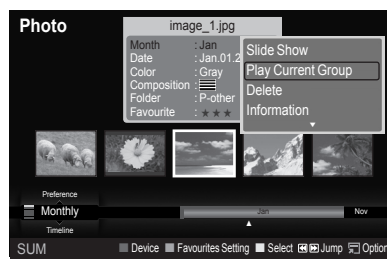 Photo
image_1.jpg
Month : Jan
Date : Jan.01.2
Color : Gray
Composition :
Folder : P-other
Favourite : ★ ★ ★
Slide Show
Play Current Group
Delete
Information
Preference
Monthly
Timeline
Jan
Nov
SUM
Device
Favourites Setting
Select
Jump
Option